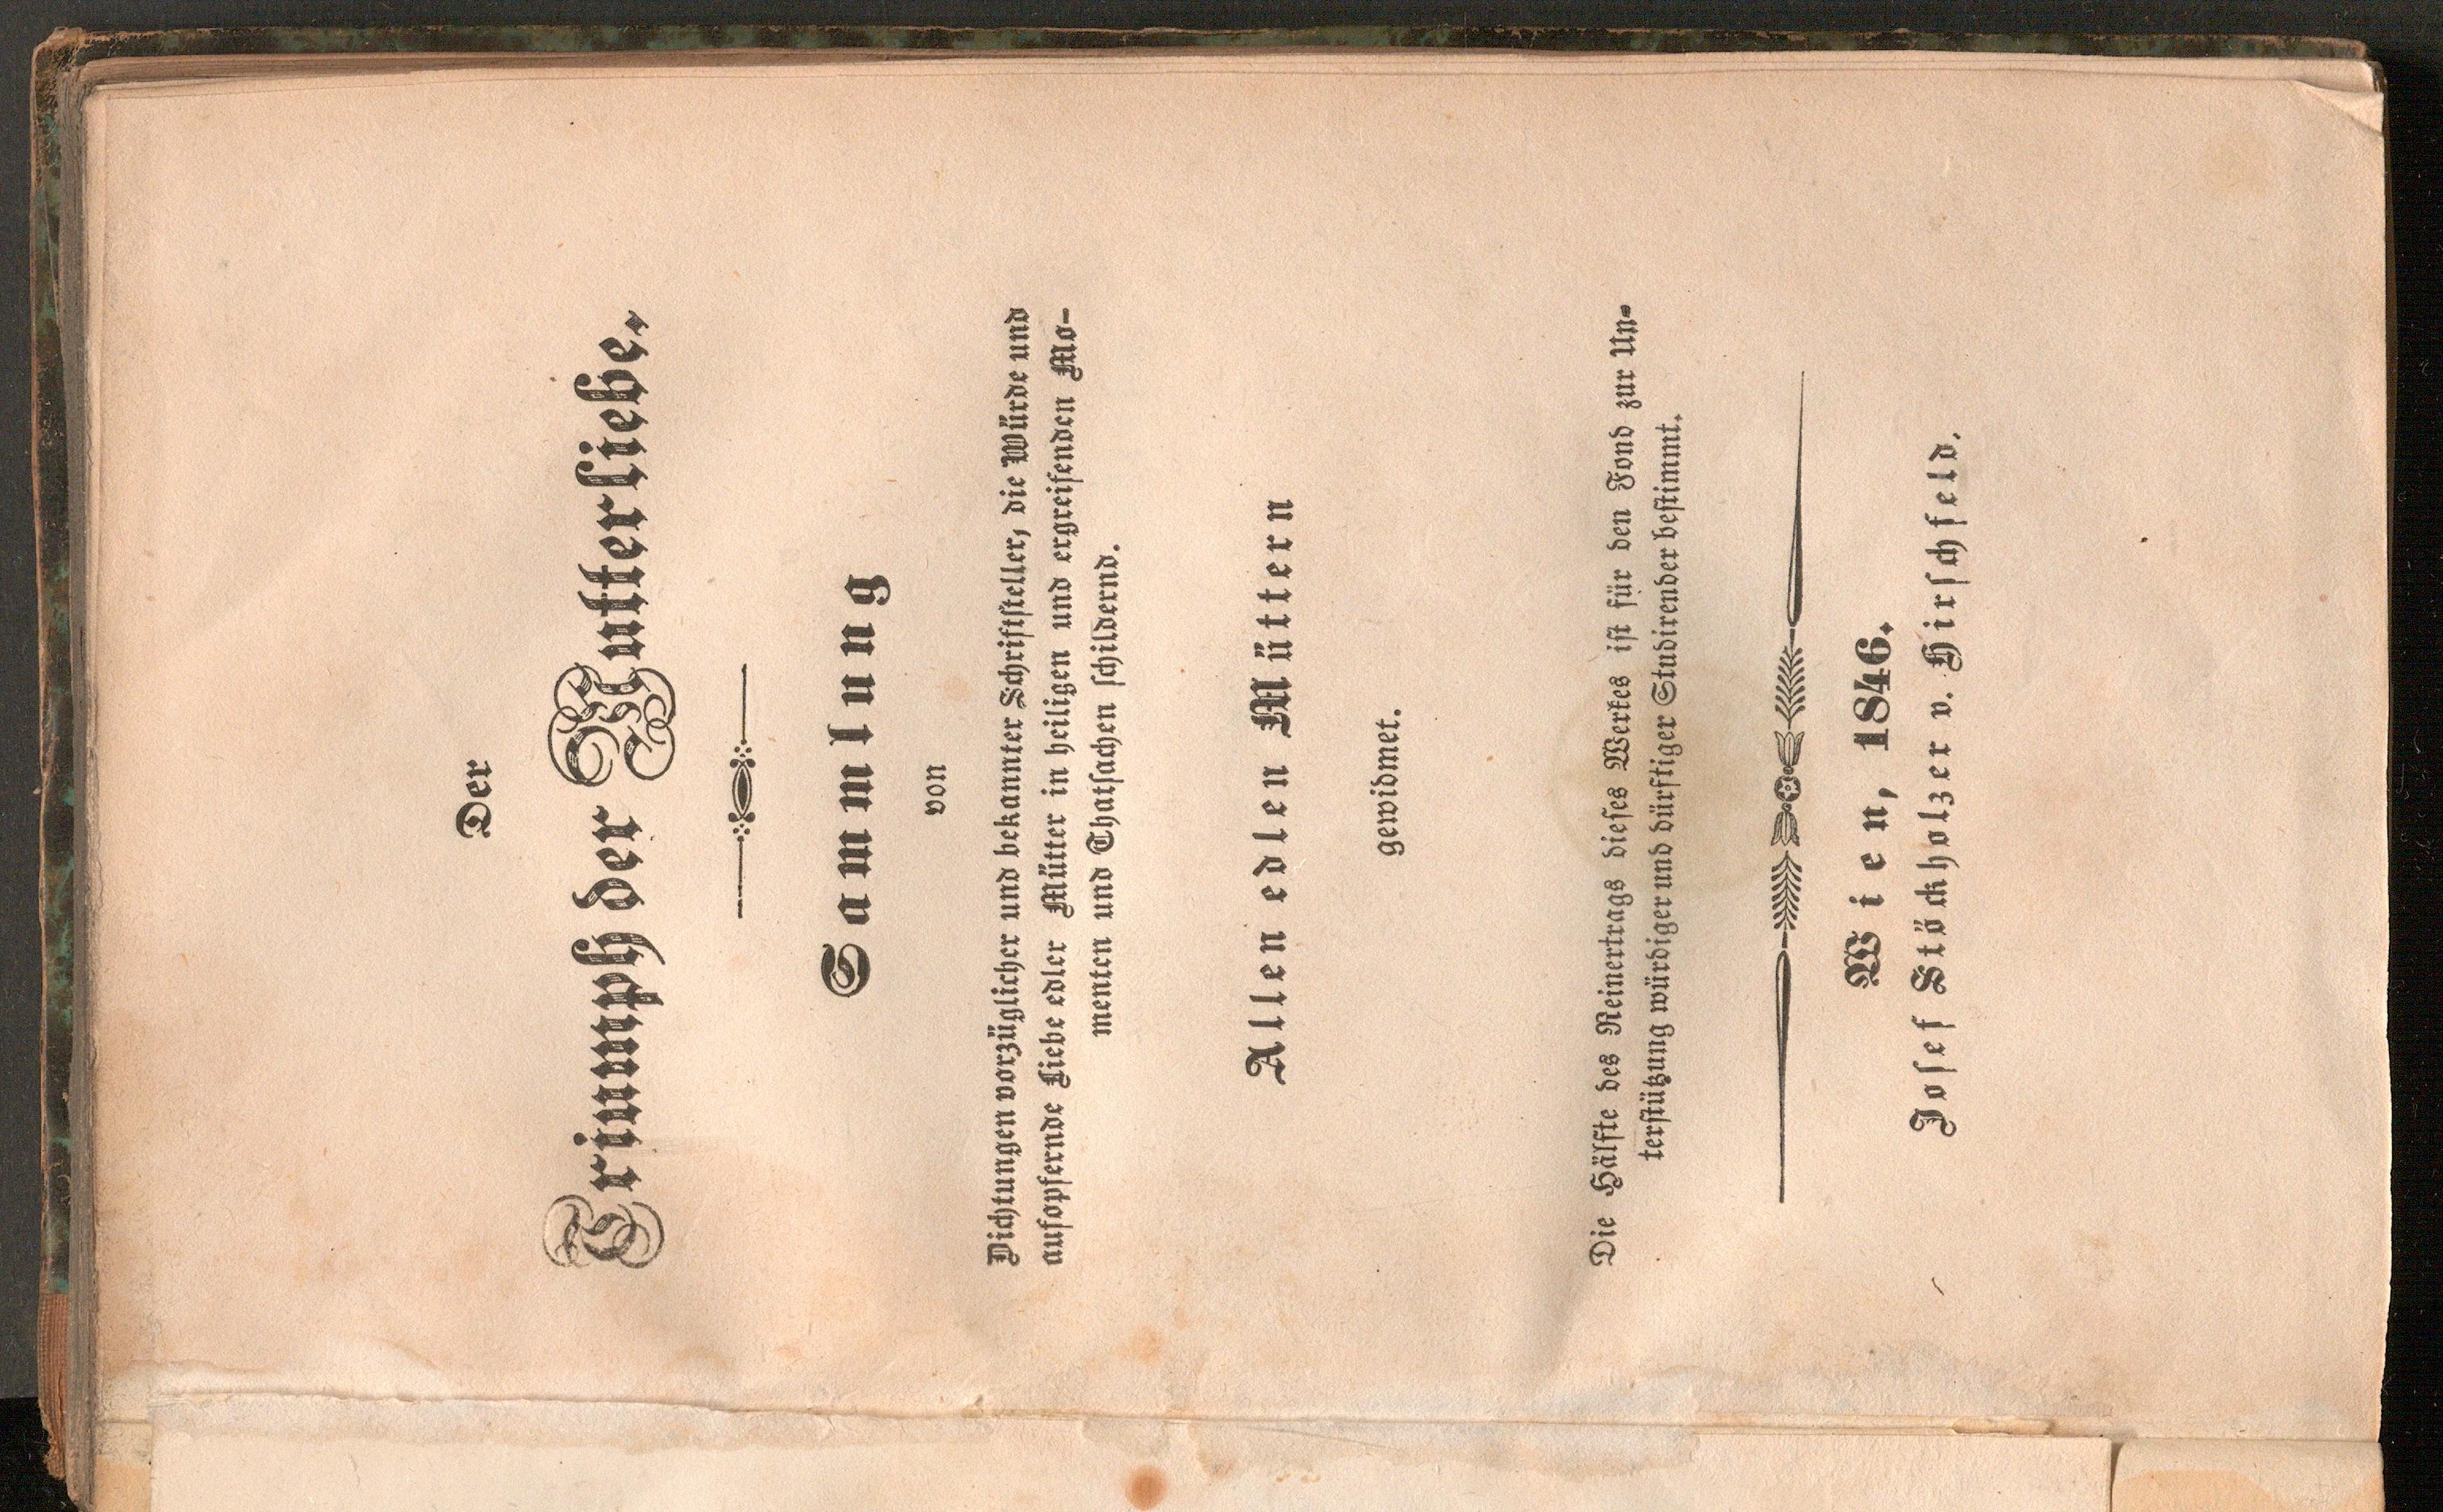 Der
Triumph der Mutterliebe.
Sammlung
von
Dichtungen vorzüglicher und bekannter Schriftsteller, die Würde und
aufopfernde Liebe edler Mütter in heiligen und ergreifenden Mo-
menten und Thatsachen schildernd.
Allen edlen Müttern
gewidmet.
Die Hälfte des Reinertrags dieses Werkes ist für den Fond zur Un-
terstützung würdiger und dürftiger Studirender bestimmt.
Wien, 1846.
Josef Stöckholzer v. Hirschfeld.